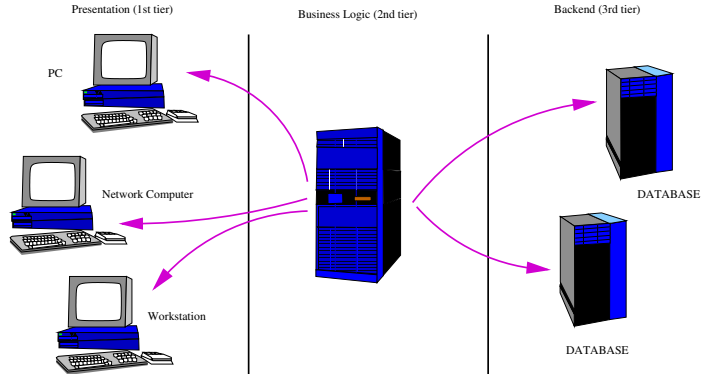 Presentation (1st tier)
Business Logic (2nd tier)
Backend (3rd tier)
PC
Network Computer
DATABASE
Workstation
DATABASE